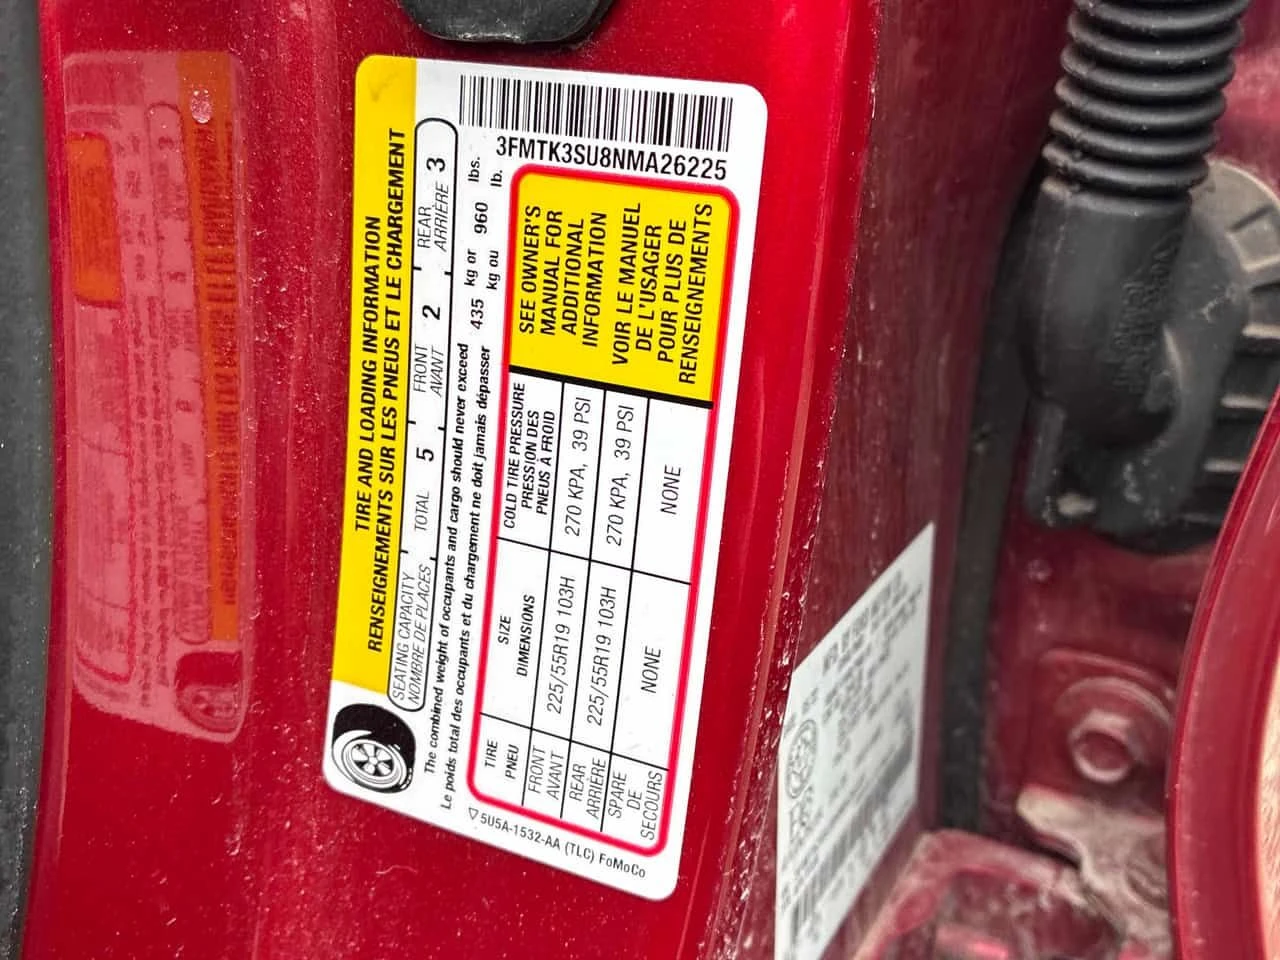 3FMTK3SU8NMA26225
TIRE AND LOADING INFORMATION
RENSEIGNEMENTS SUR LES PNEUS ET LE CHARGEMENT
SEATING CAPACITY TOTAL 5 FRONT 2 REAR 3
NOMBRE DE PLACES AVANT ARRIÈRE
The combined weight of occupants and cargo should never exceed 435 kg or 960 lbs.
Le poids total des occupants et du chargement ne doit jamais dépasser kg ou lb.
TIRE SIZE COLD TIRE PRESSURE
PNEU DIMENSIONS PRESSION DES
PNEUS À FROID
FRONT
AVANT 225/55R19 103H 270 KPA, 39 PSI
REAR
ARRIÈRE 225/55R19 103H 270 KPA, 39 PSI
SPARE
DE
SECOURS NONE NONE
SEE OWNER'S
MANUAL FOR
ADDITIONAL
INFORMATION
VOIR LE MANUEL
DE L'USAGER
POUR PLUS DE
RENSEIGNEMENTS
5U5A-1532-AA (TLC) FoMoCo